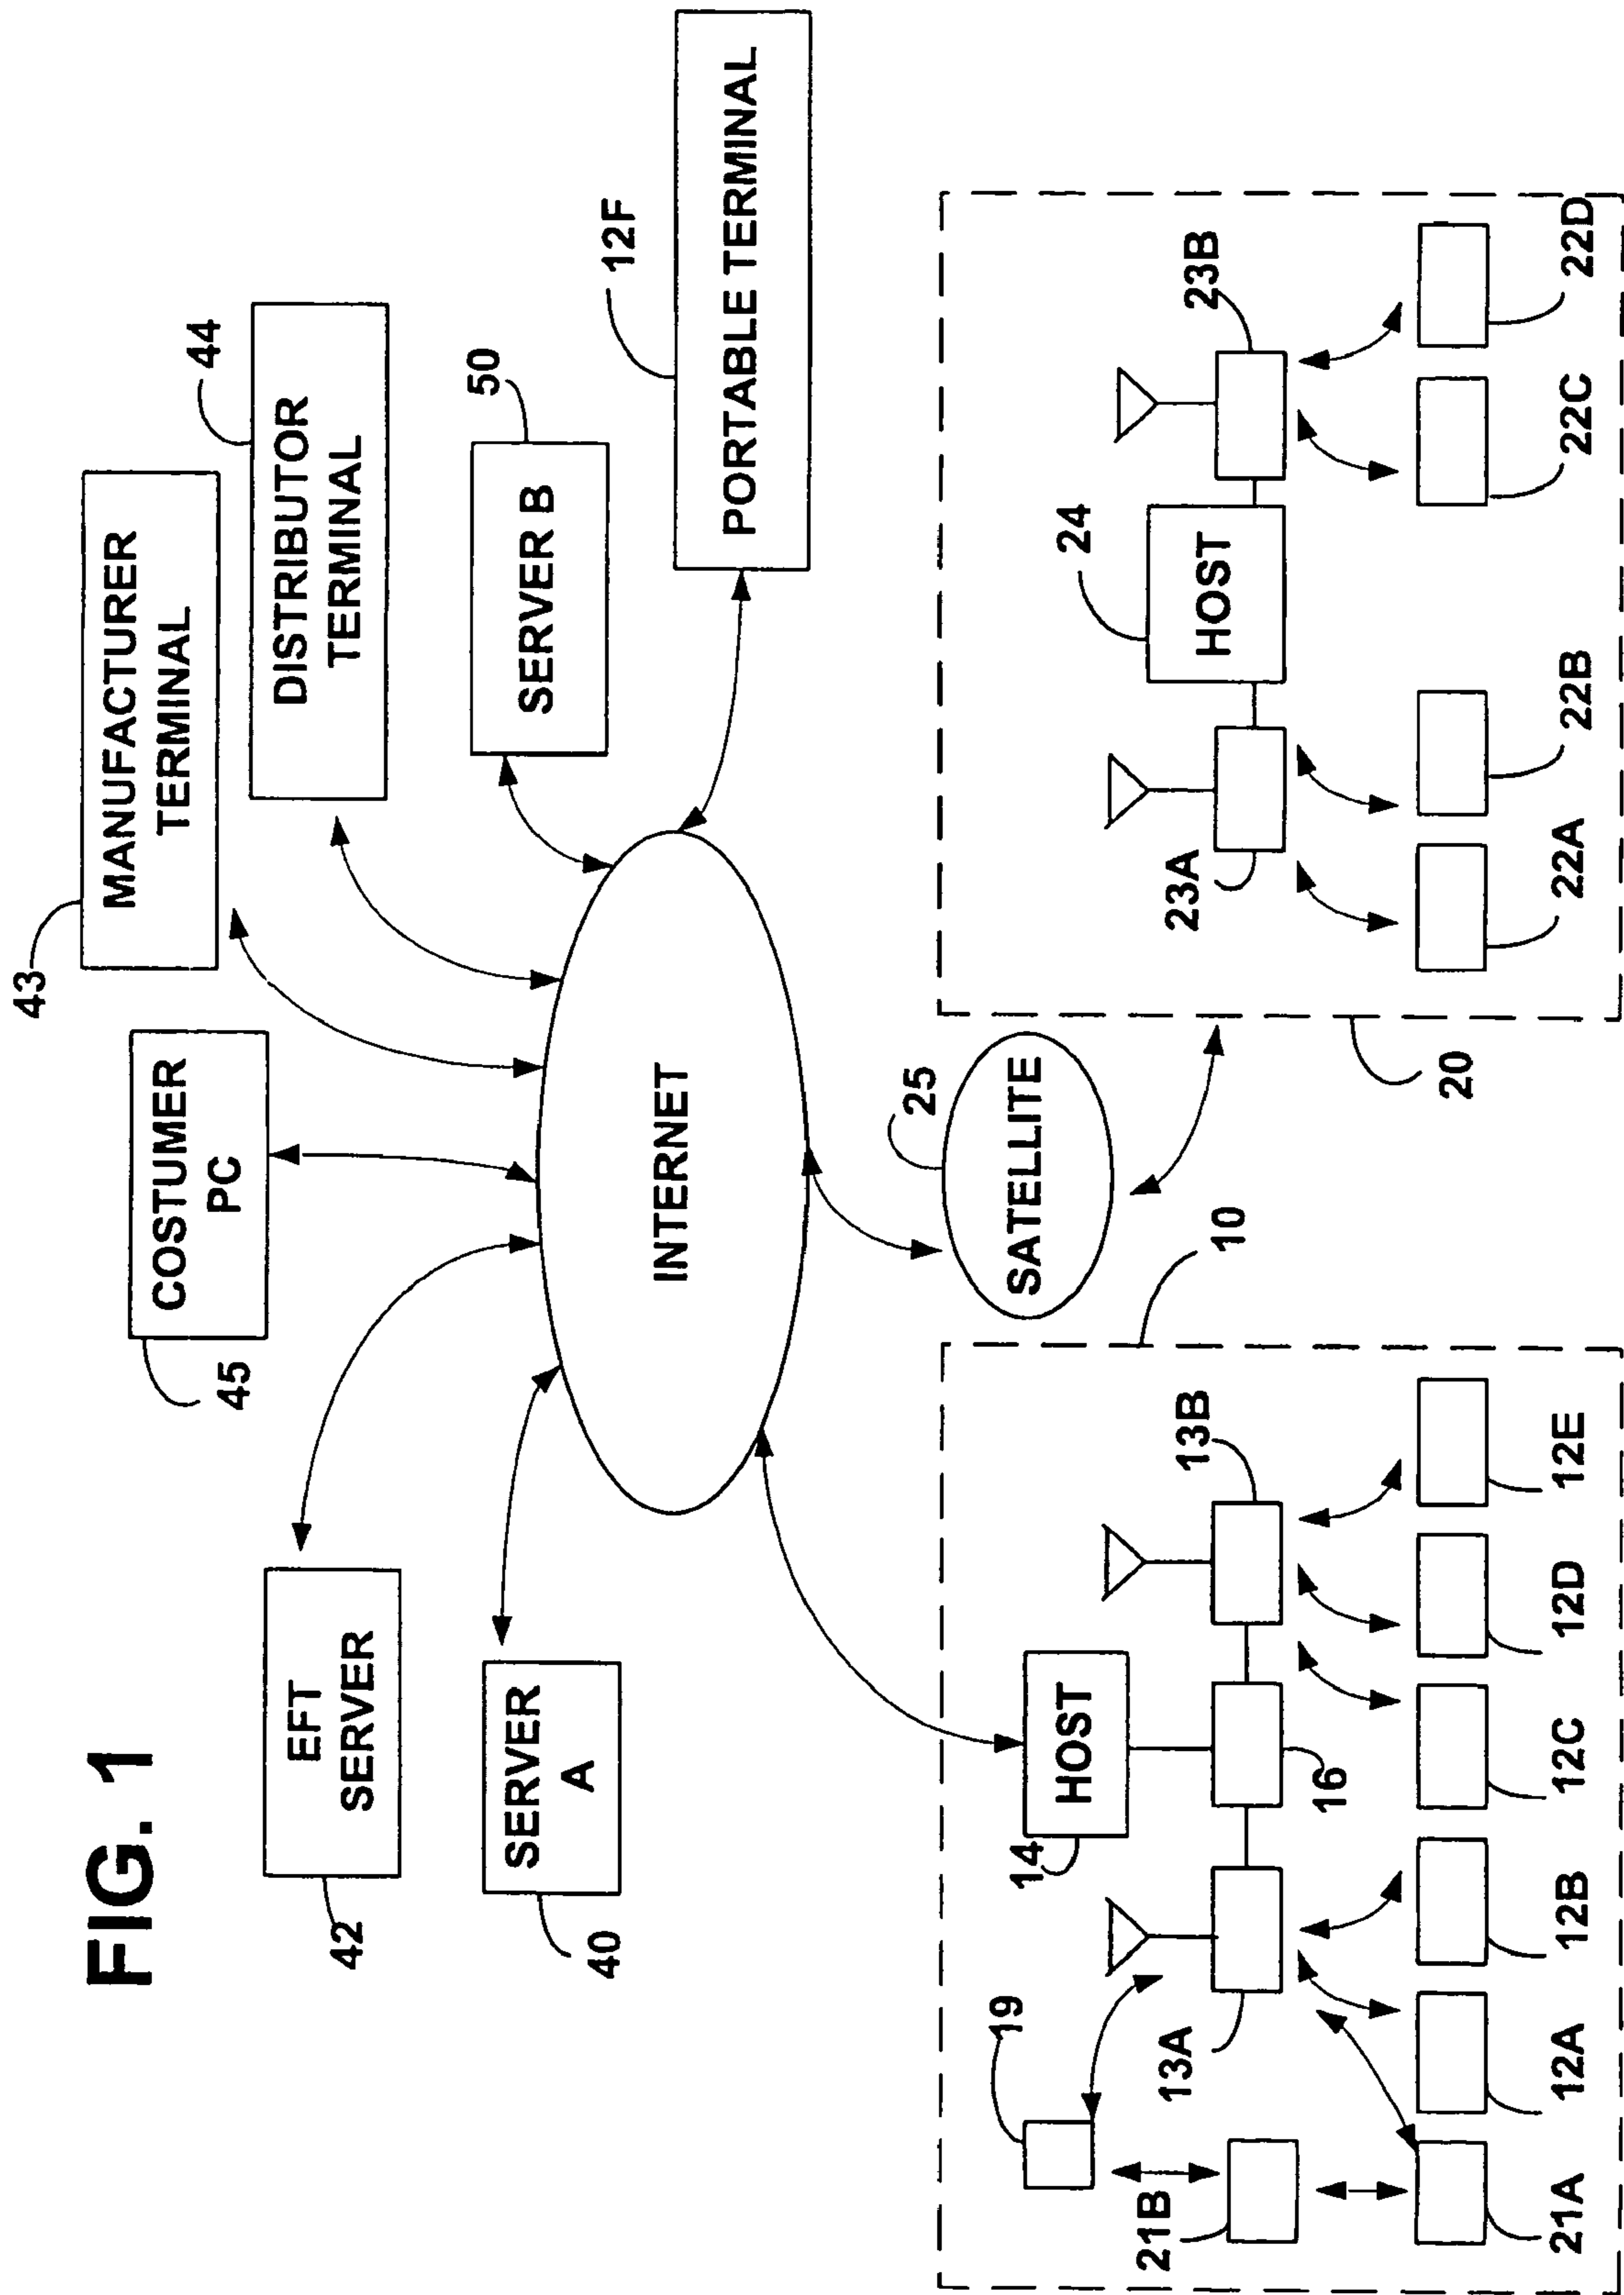 FIG. 1
43
MANUFACTURER
TERMINAL
44
DISTRIBUTOR
TERMINAL
COSTUMER
PC
45
EFT
SERVER
42
SERVER
A
40
SERVER B
50
12F
PORTABLE TERMINAL
INTERNET
25
SATELLITE
10
20
19
14
HOST
13B
13A
16
21B
21A
12A
12B
12C
12D
12E
24
HOST
23B
23A
22A
22B
22C
22D